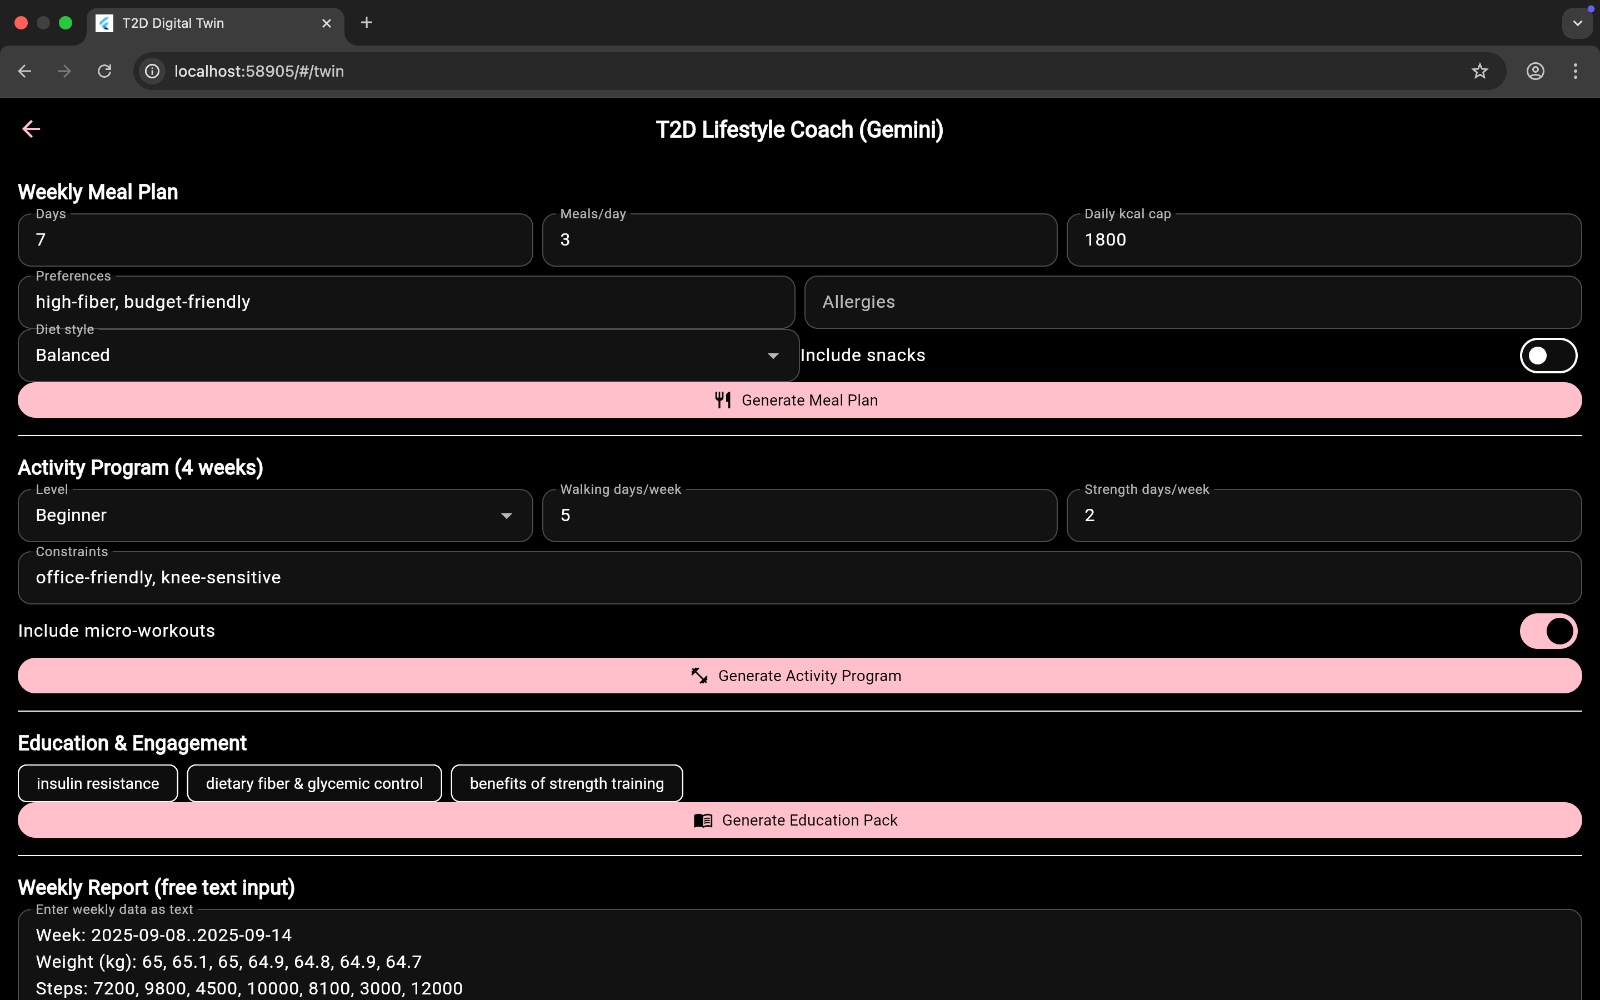 T2D Digital Twin
localhost:58905/#/twin
T2D Lifestyle Coach (Gemini)
Weekly Meal Plan
Days
7
Meals/day
3
Daily kcal cap
1800
Preferences
high-fiber, budget-friendly
Allergies
Diet style
Balanced
Include snacks
Generate Meal Plan
Activity Program (4 weeks)
Level
Beginner
Walking days/week
5
Strength days/week
2
Constraints
office-friendly, knee-sensitive
Include micro-workouts
Generate Activity Program
Education & Engagement
insulin resistance
dietary fiber & glycemic control
benefits of strength training
Generate Education Pack
Weekly Report (free text input)
Enter weekly data as text
Week: 2025-09-08..2025-09-14
Weight (kg): 65, 65.1, 65, 64.9, 64.8, 64.9, 64.7
Steps: 7200, 9800, 4500, 10000, 8100, 3000, 12000